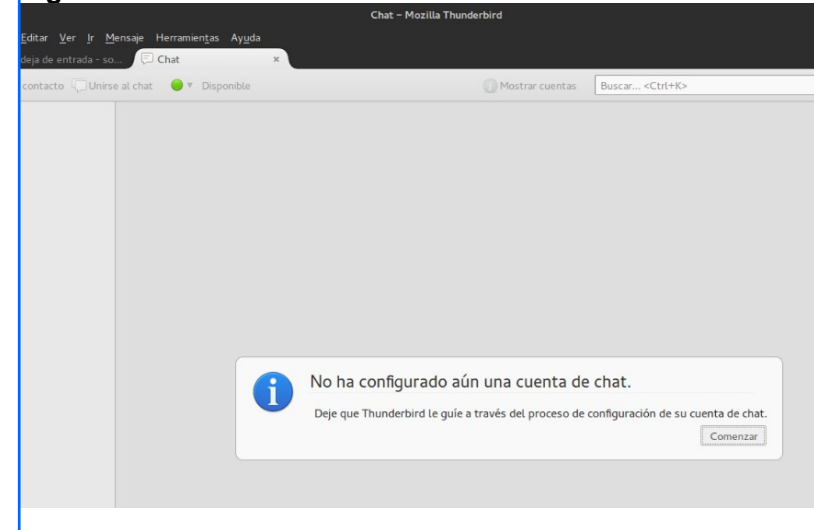 Chat – Mozilla Thunderbird
Editar Ver Ir Mensaje Herramientas Ayuda
deja de entrada - so... Chat ×
contacto Unirse al chat Disponible Mostrar cuentas Buscar... <Ctrl+K>
No ha configurado aún una cuenta de chat.
Deje que Thunderbird le guíe a través del proceso de configuración de su cuenta de chat.
Comenzar